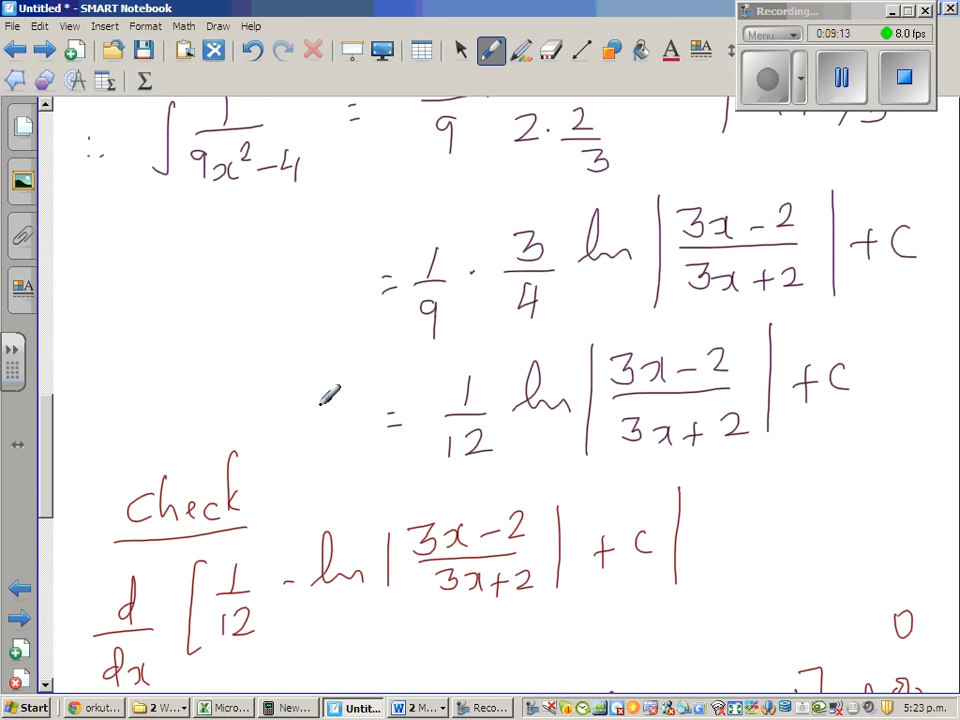 Untitled * - SMART Notebook
File Edit View Insert Format Math Draw Help
Recording...
Menu 0:09:13 8.0 fps
∴ ∫ 1/(9x² - 4) = /9 · /(2 · 2/3)
= 1/9 · 3/4 ln |(3x - 2)/(3x + 2)| + C
= 1/12 ln |(3x - 2)/(3x + 2)| + C
Check
d/dx [1/12 - ln |(3x - 2)/(3x + 2)| + C|
0
Start orkut... 2 W... Micro... New... Untit... 2 M... Reco... 5:23 p.m.